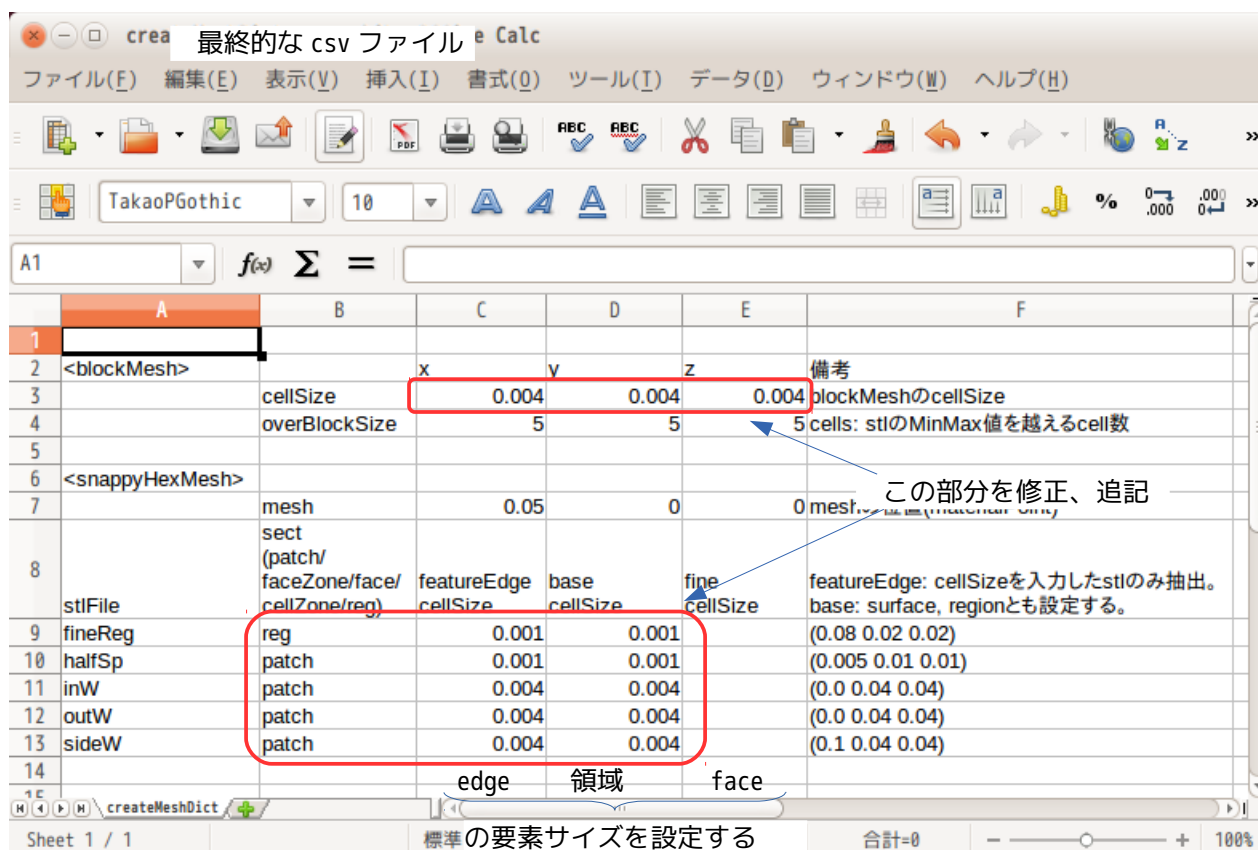 crea
最終的な csv ファイル
e Calc
ファイル(F) 編集(E) 表示(V) 挿入(I) 書式(O) ツール(T) データ(D) ウィンドウ(W) ヘルプ(H)
PDF ABC ABC A Z
TakaoPGothic 10 A A A a a % 0 .000 .000 0
A1 f(x) Σ =
A B C D E F
1
2 <blockMesh> x y z 備考
3 cellSize 0.004 0.004 0.004 blockMeshのcellSize
4 overBlockSize 5 5 5 cells: stlのMinMax値を越えるcell数
5
6 <snappyHexMesh>
この部分を修正、追記
7 mesh 0.05 0 0
sect
(patch/
8 faceZone/face/ featureEdge base fine featureEdge: cellSizeを入力したstlのみ抽出。
stlFile cellZone/reg) cellSize cellSize cellSize base: surface, regionとも設定する。
9 fineReg reg 0.001 0.001 (0.08 0.02 0.02)
10 halfSp patch 0.001 0.001 (0.005 0.01 0.01)
11 inW patch 0.004 0.004 (0.0 0.04 0.04)
12 outW patch 0.004 0.004 (0.0 0.04 0.04)
13 sideW patch 0.004 0.004 (0.1 0.04 0.04)
14
edge 領域 face
15
createMeshDict
Sheet 1 / 1 標準 の要素サイズを設定する 合計=0 100%